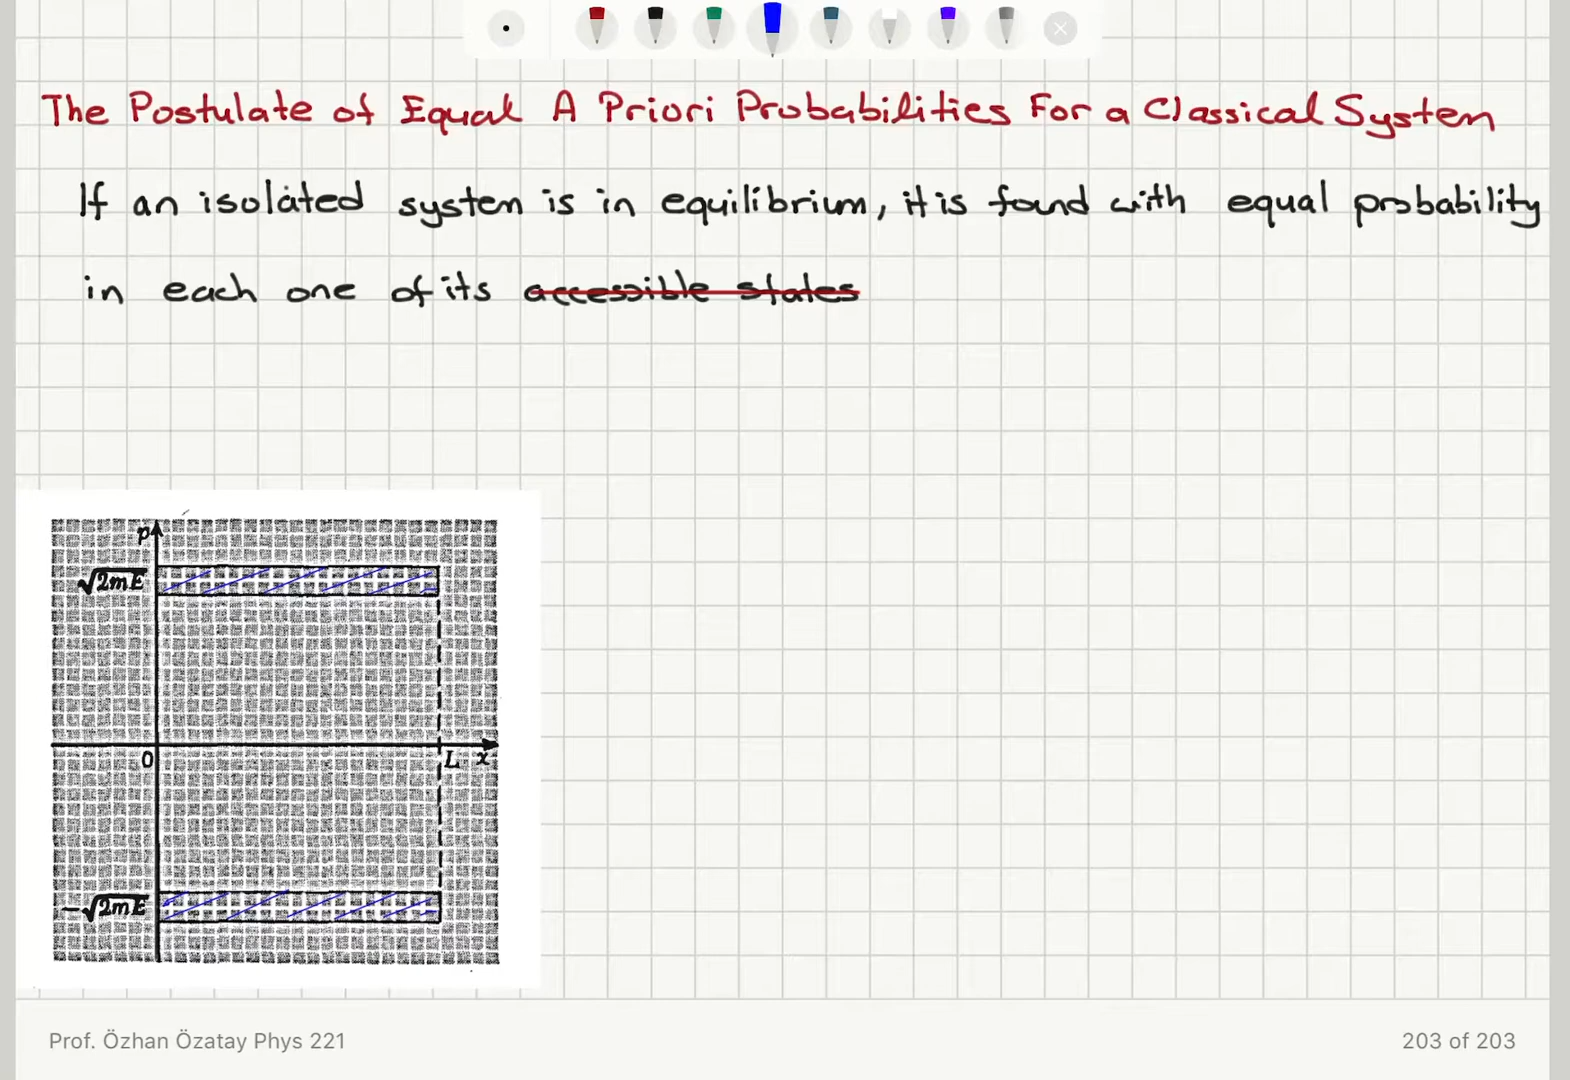 The Postulate of Equal A Priori Probabilities For a Classical System
If an isolated system is in equilibrium, it is found with equal probability
in each one of its accessible states
p
√2mE
0
L x
-√2mE
Prof. Özhan Özatay Phys 221
203 of 203